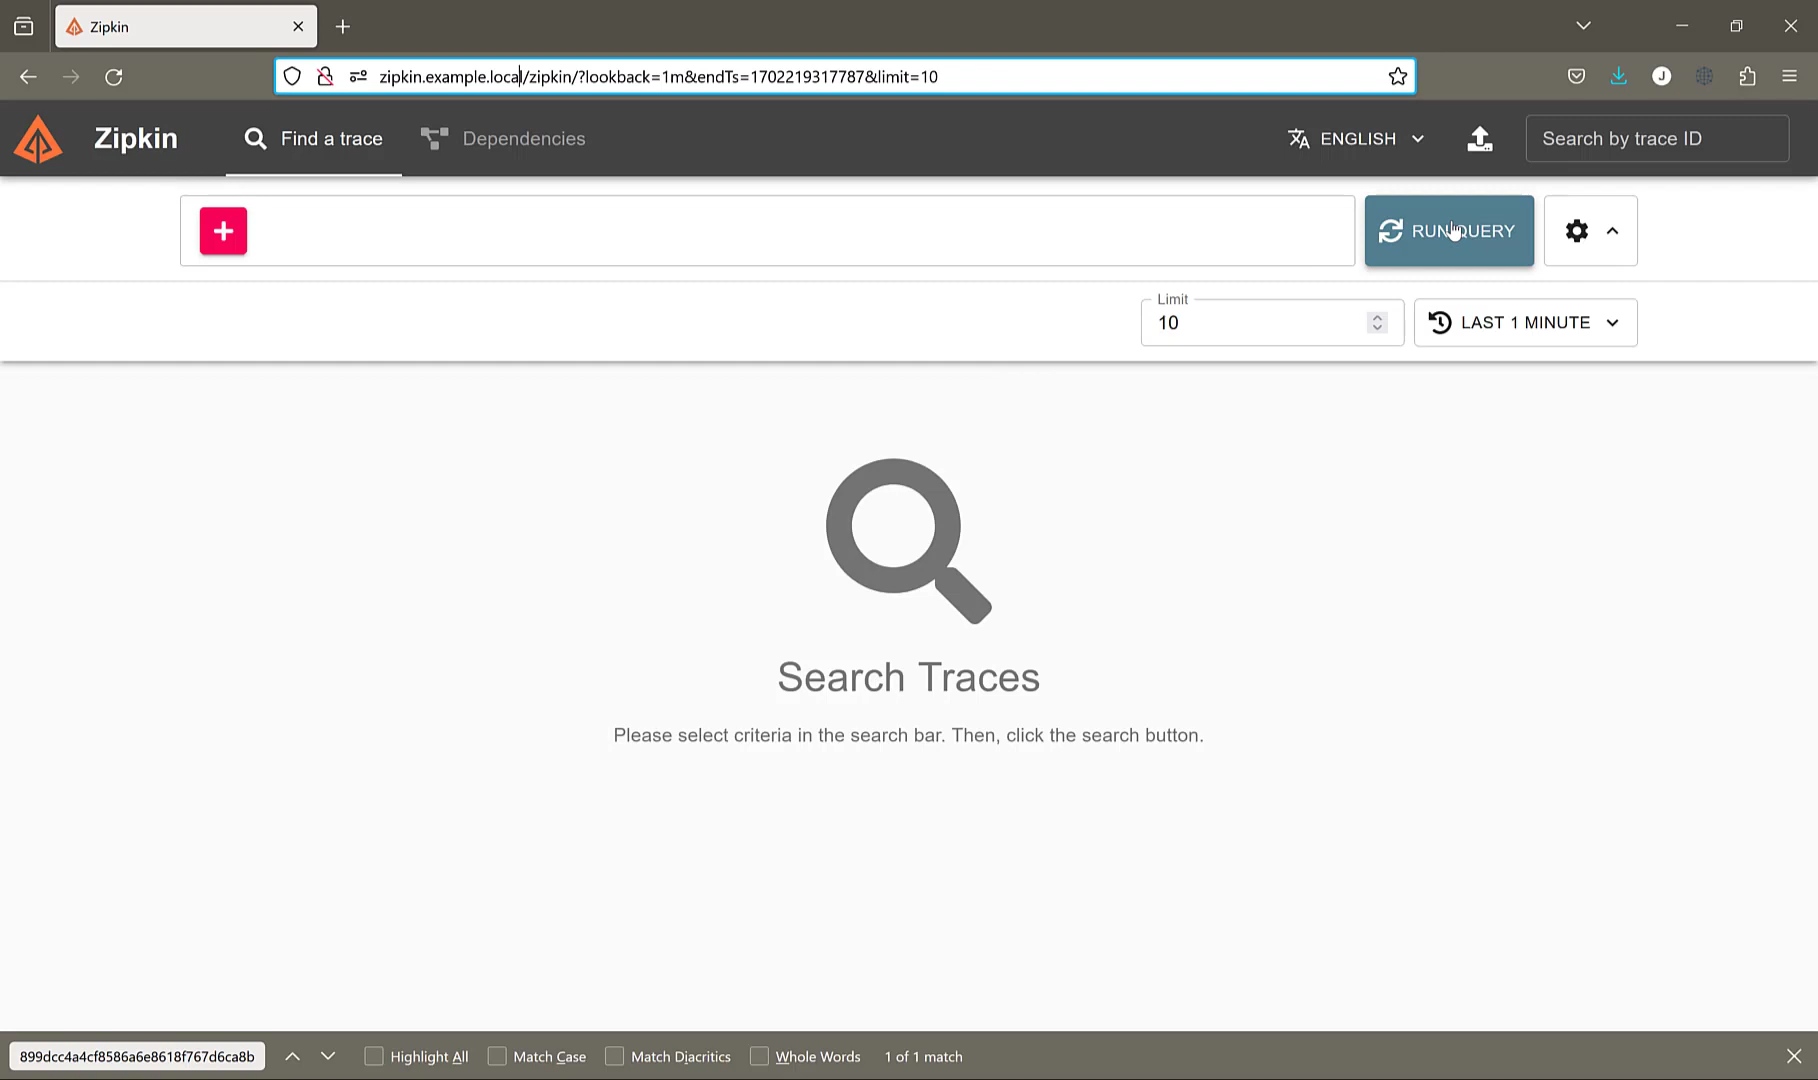 Zipkin
zipkin.example.local/zipkin/?lookback=1m&endTs=1702219317787&limit=10
J
Zipkin
Find a trace
Dependencies
ENGLISH
Search by trace ID
RUN QUERY
Limit
10
LAST 1 MINUTE
Search Traces
Please select criteria in the search bar. Then, click the search button.
899dcc4a4cf8586a6e8618f767d6ca8b
Highlight All
Match Case
Match Diacritics
Whole Words
1 of 1 match